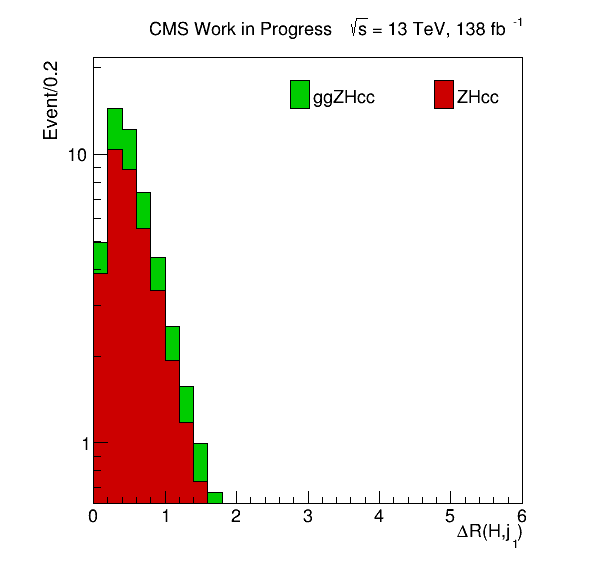 CMS Work in Progress √s = 13 TeV, 138 fb⁻¹
Event/0.2
ggZHcc ZHcc
10
1
0 1 2 3 4 5 6
ΔR(H,j₁)